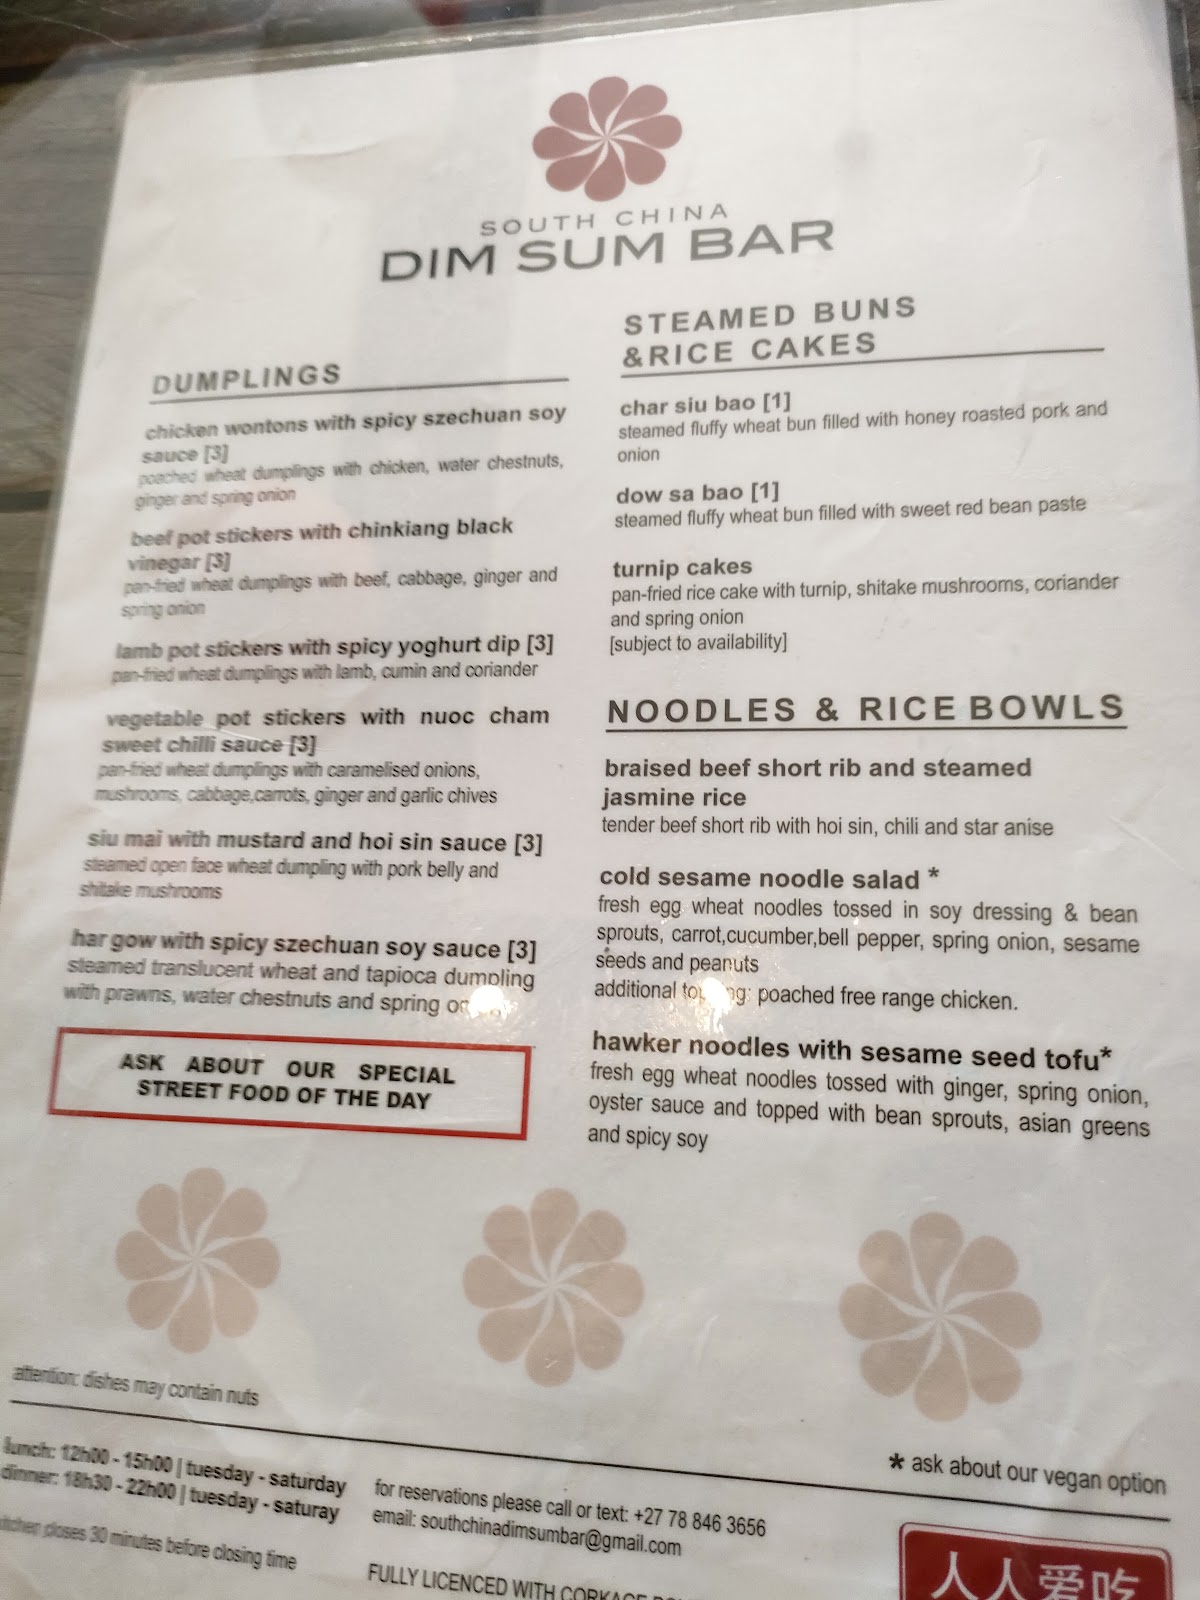 SOUTH CHINA
DIM SUM BAR
DUMPLINGS
chicken wontons with spicy szechuan soy
sauce [3]
poached wheat dumplings with chicken, water chestnuts,
ginger and spring onion
beef pot stickers with chinkiang black
vinegar [3]
pan-fried wheat dumplings with beef, cabbage, ginger and
spring onion
lamb pot stickers with spicy yoghurt dip [3]
pan-fried wheat dumplings with lamb, cumin and coriander
vegetable pot stickers with nuoc cham
sweet chilli sauce [3]
pan-fried wheat dumplings with caramelised onions,
mushrooms, cabbage,carrots, ginger and garlic chives
siu mai with mustard and hoi sin sauce [3]
steamed open face wheat dumpling with pork belly and
shitake mushrooms
har gow with spicy szechuan soy sauce [3]
steamed translucent wheat and tapioca dumpling
with prawns, water chestnuts and spring
ASK ABOUT OUR SPECIAL
STREET FOOD OF THE DAY
STEAMED BUNS
&RICE CAKES
char siu bao [1]
steamed fluffy wheat bun filled with honey roasted pork and
onion
dow sa bao [1]
steamed fluffy wheat bun filled with sweet red bean paste
turnip cakes
pan-fried rice cake with turnip, shitake mushrooms, coriander
and spring onion
[subject to availability]
NOODLES & RICE BOWLS
braised beef short rib and steamed
jasmine rice
tender beef short rib with hoi sin, chili and star anise
cold sesame noodle salad *
fresh egg wheat noodles tossed in soy dressing & bean
sprouts, carrot,cucumber,bell pepper, spring onion, sesame
seeds and peanuts
additional topping: poached free range chicken.
hawker noodles with sesame seed tofu*
fresh egg wheat noodles tossed with ginger, spring onion,
oyster sauce and topped with bean sprouts, asian greens
and spicy soy
attention: dishes may contain nuts
* ask about our vegan option
lunch: 12h00 - 15h00 | tuesday - saturday
dinner: 18h30 - 22h00 | tuesday - saturay
kitchen closes 30 minutes before closing time
for reservations please call or text: +27 78 846 3656
email: southchinadimsumbar@gmail.com
FULLY LICENCED WITH CORKAGE
人人爱吃